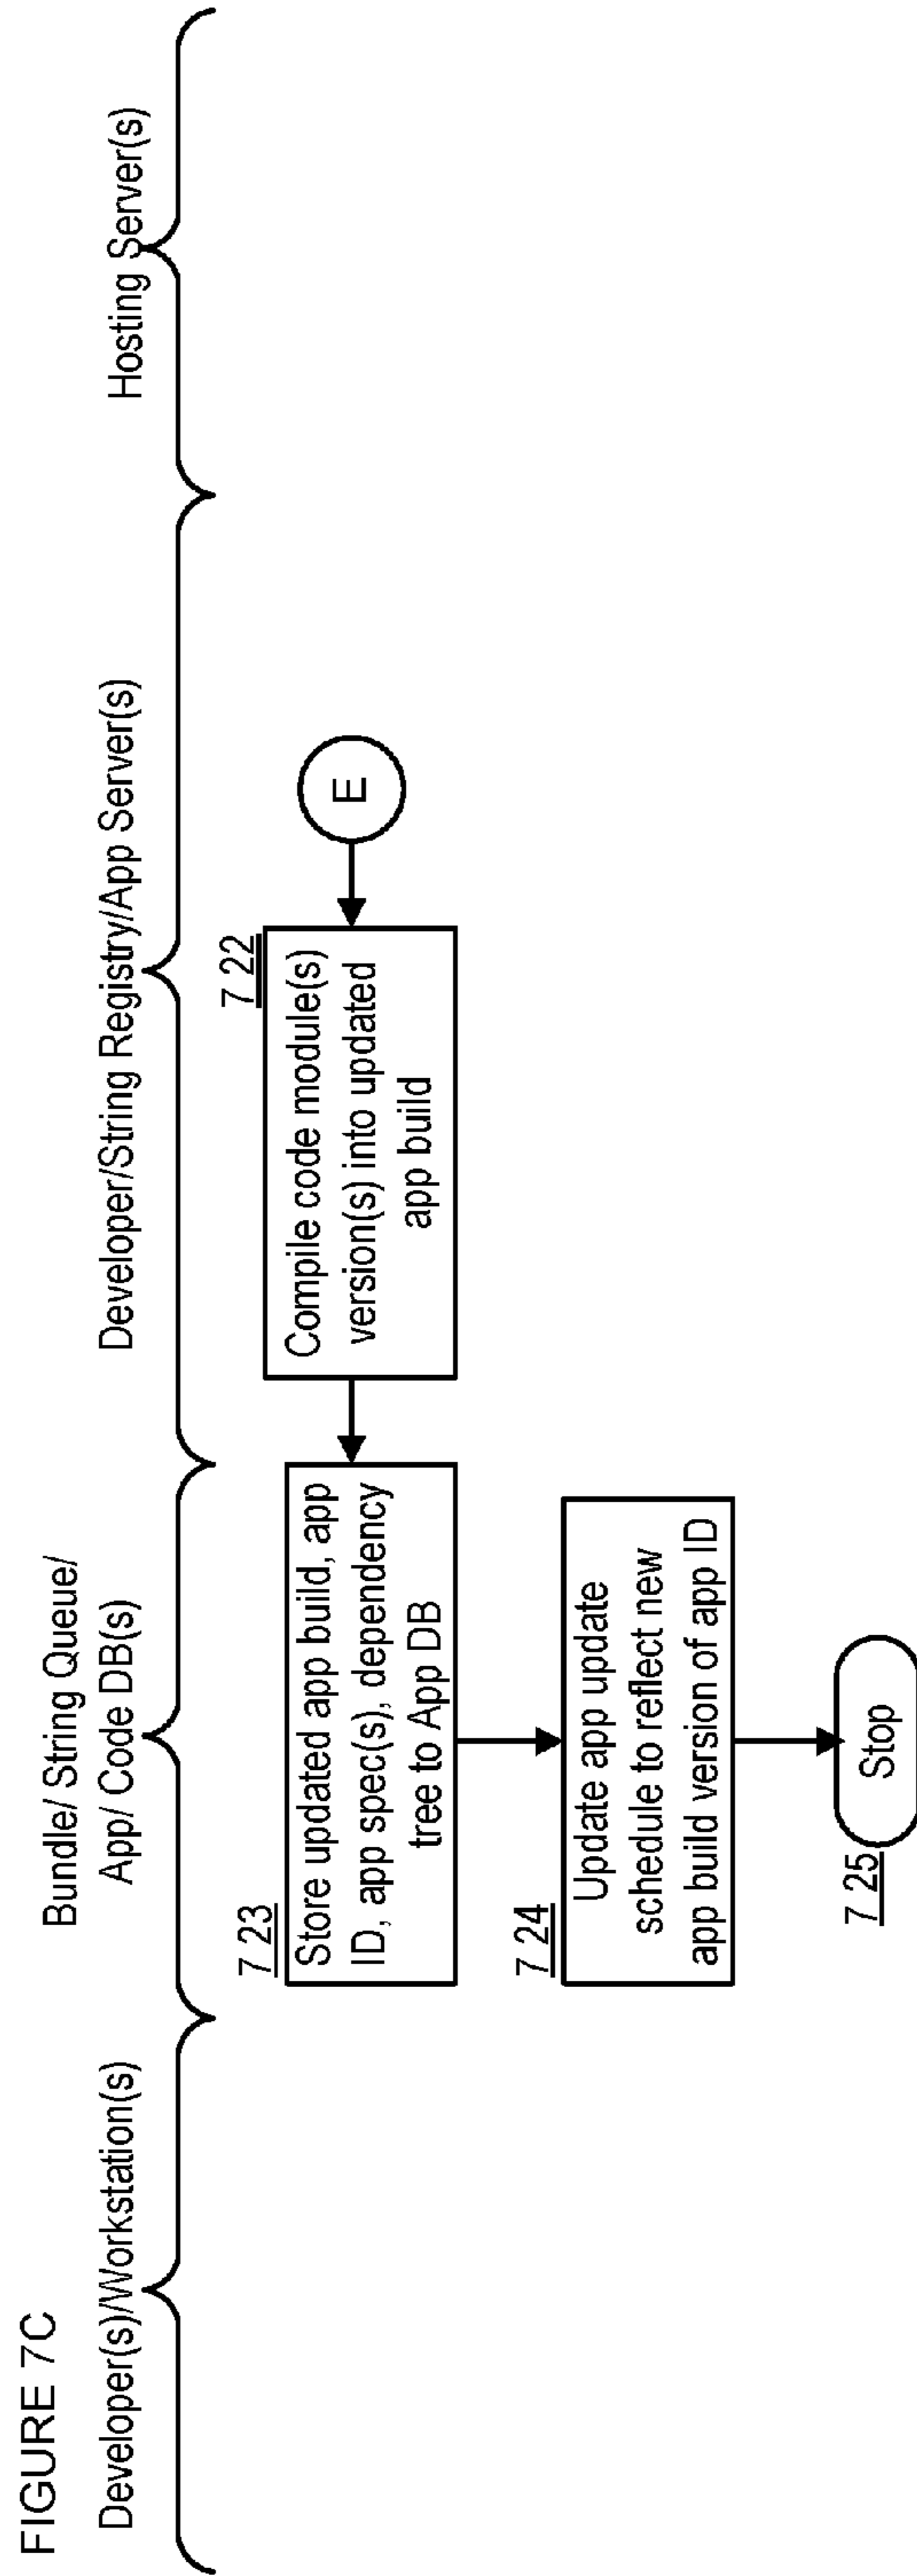 FIGURE 7C
Developer(s)/Workstation(s)
Bundle/ String Queue/
App/ Code DB(s)
Developer/String Registry/App Server(s)
Hosting Server(s)
E
7 22
Compile code module(s)
version(s) into updated
app build
7 23
Store updated app build, app
ID, app spec(s), dependency
tree to App DB
7 24
Update app update
schedule to reflect new
app build version of app ID
7 25
Stop